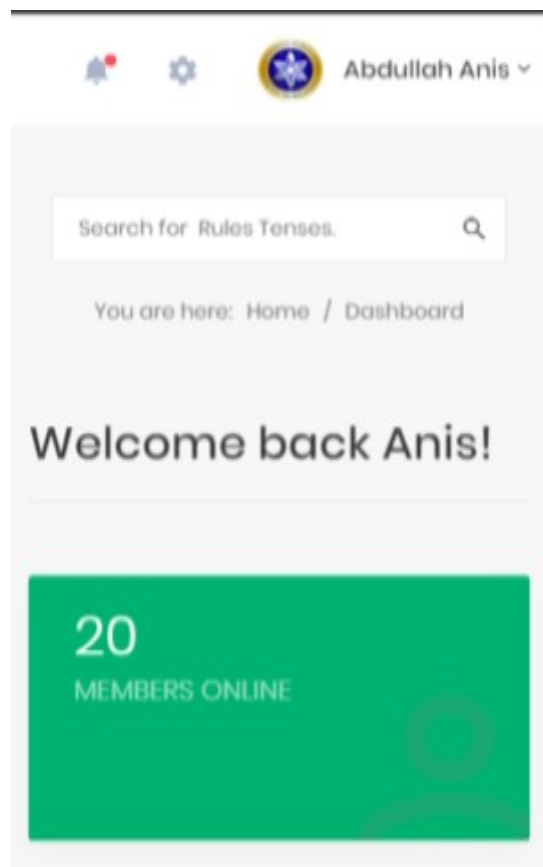 Abdullah Anis
Search for Rules Tenses.
You are here: Home / Dashboard
Welcome back Anis!
20
MEMBERS ONLINE